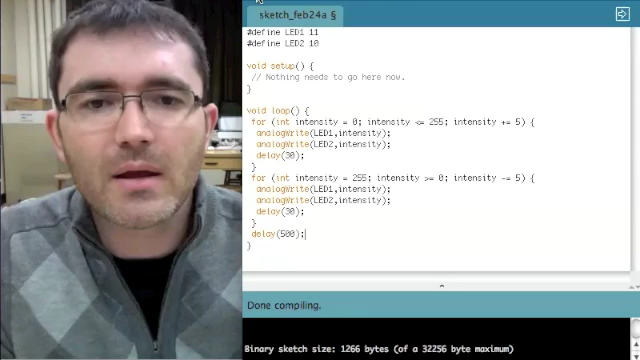 sketch_feb24a §
#define LED1 11
#define LED2 10
void setup() {
// Nothing needs to go here now.
}
void loop() {
for (int intensity = 0; intensity <= 255; intensity += 5) {
analogWrite(LED1,intensity);
analogWrite(LED2,intensity);
delay(30);
}
for (int intensity = 255; intensity >= 0; intensity -= 5) {
analogWrite(LED1,intensity);
analogWrite(LED2,intensity);
delay(30);
}
delay(500);
}
Done compiling.
Binary sketch size: 1266 bytes (of a 32256 byte maximum)